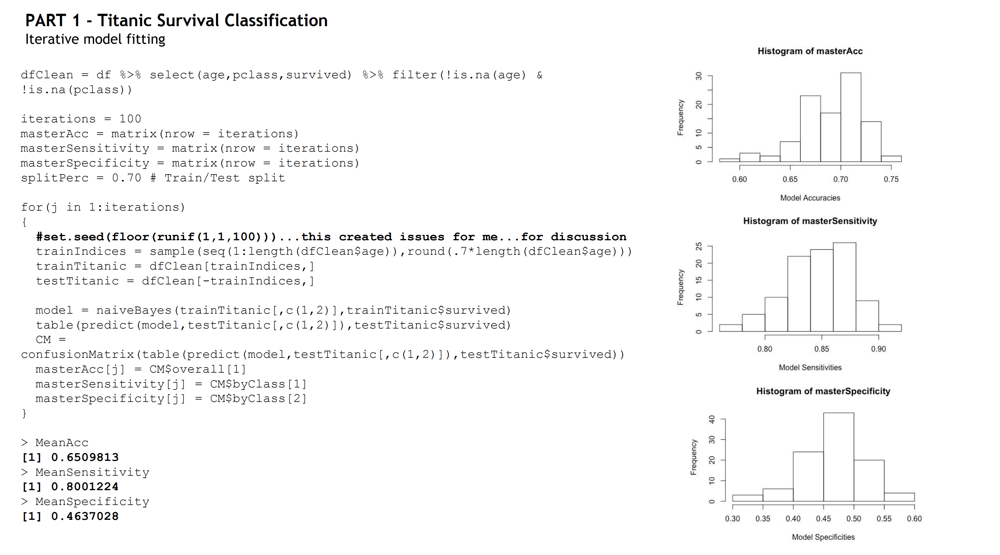 PART 1 - Titanic Survival Classification
Iterative model fitting
dfClean = df %>% select(age,pclass,survived) %>% filter(!is.na(age) &
!is.na(pclass))
iterations = 100
masterAcc = matrix(nrow = iterations)
masterSensitivity = matrix(nrow = iterations)
masterSpecificity = matrix(nrow = iterations)
splitPerc = 0.70 # Train/Test split
for(j in 1:iterations)
{
#set.seed(floor(runif(1,1,100)))...this created issues for me...for discussion
trainIndices = sample(seq(1:length(dfClean$age)),round(.7*length(dfClean$age)))
trainTitanic = dfClean[trainIndices,]
testTitanic = dfClean[-trainIndices,]
model = naiveBayes(trainTitanic[,c(1,2)],trainTitanic$survived)
table(predict(model,testTitanic[,c(1,2)]),testTitanic$survived)
CM =
confusionMatrix(table(predict(model,testTitanic[,c(1,2)]),testTitanic$survived))
masterAcc[j] = CM$overall[1]
masterSensitivity[j] = CM$byClass[1]
masterSpecificity[j] = CM$byClass[2]
}
> MeanAcc
[1] 0.6509813
> MeanSensitivity
[1] 0.8001224
> MeanSpecificity
[1] 0.4637028
Histogram of masterAcc
Frequency
30
20
10
5
0
0.60 0.65 0.70 0.75
Model Accuracies
Histogram of masterSensitivity
Frequency
25
20
15
10
5
0
0.80 0.85 0.90
Model Sensitivities
Histogram of masterSpecificity
Frequency
40
30
20
10
0
0.30 0.35 0.40 0.45 0.50 0.55 0.60
Model Specificities